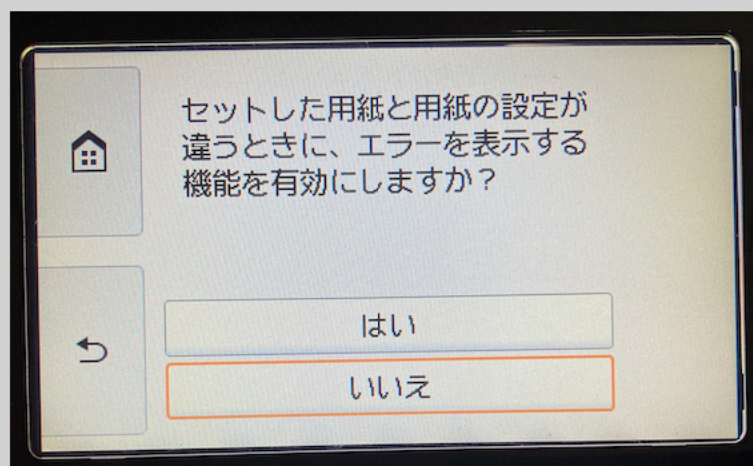 セットした用紙と用紙の設定が
違うときに、エラーを表示する
機能を有効にしますか？
はい
いいえ